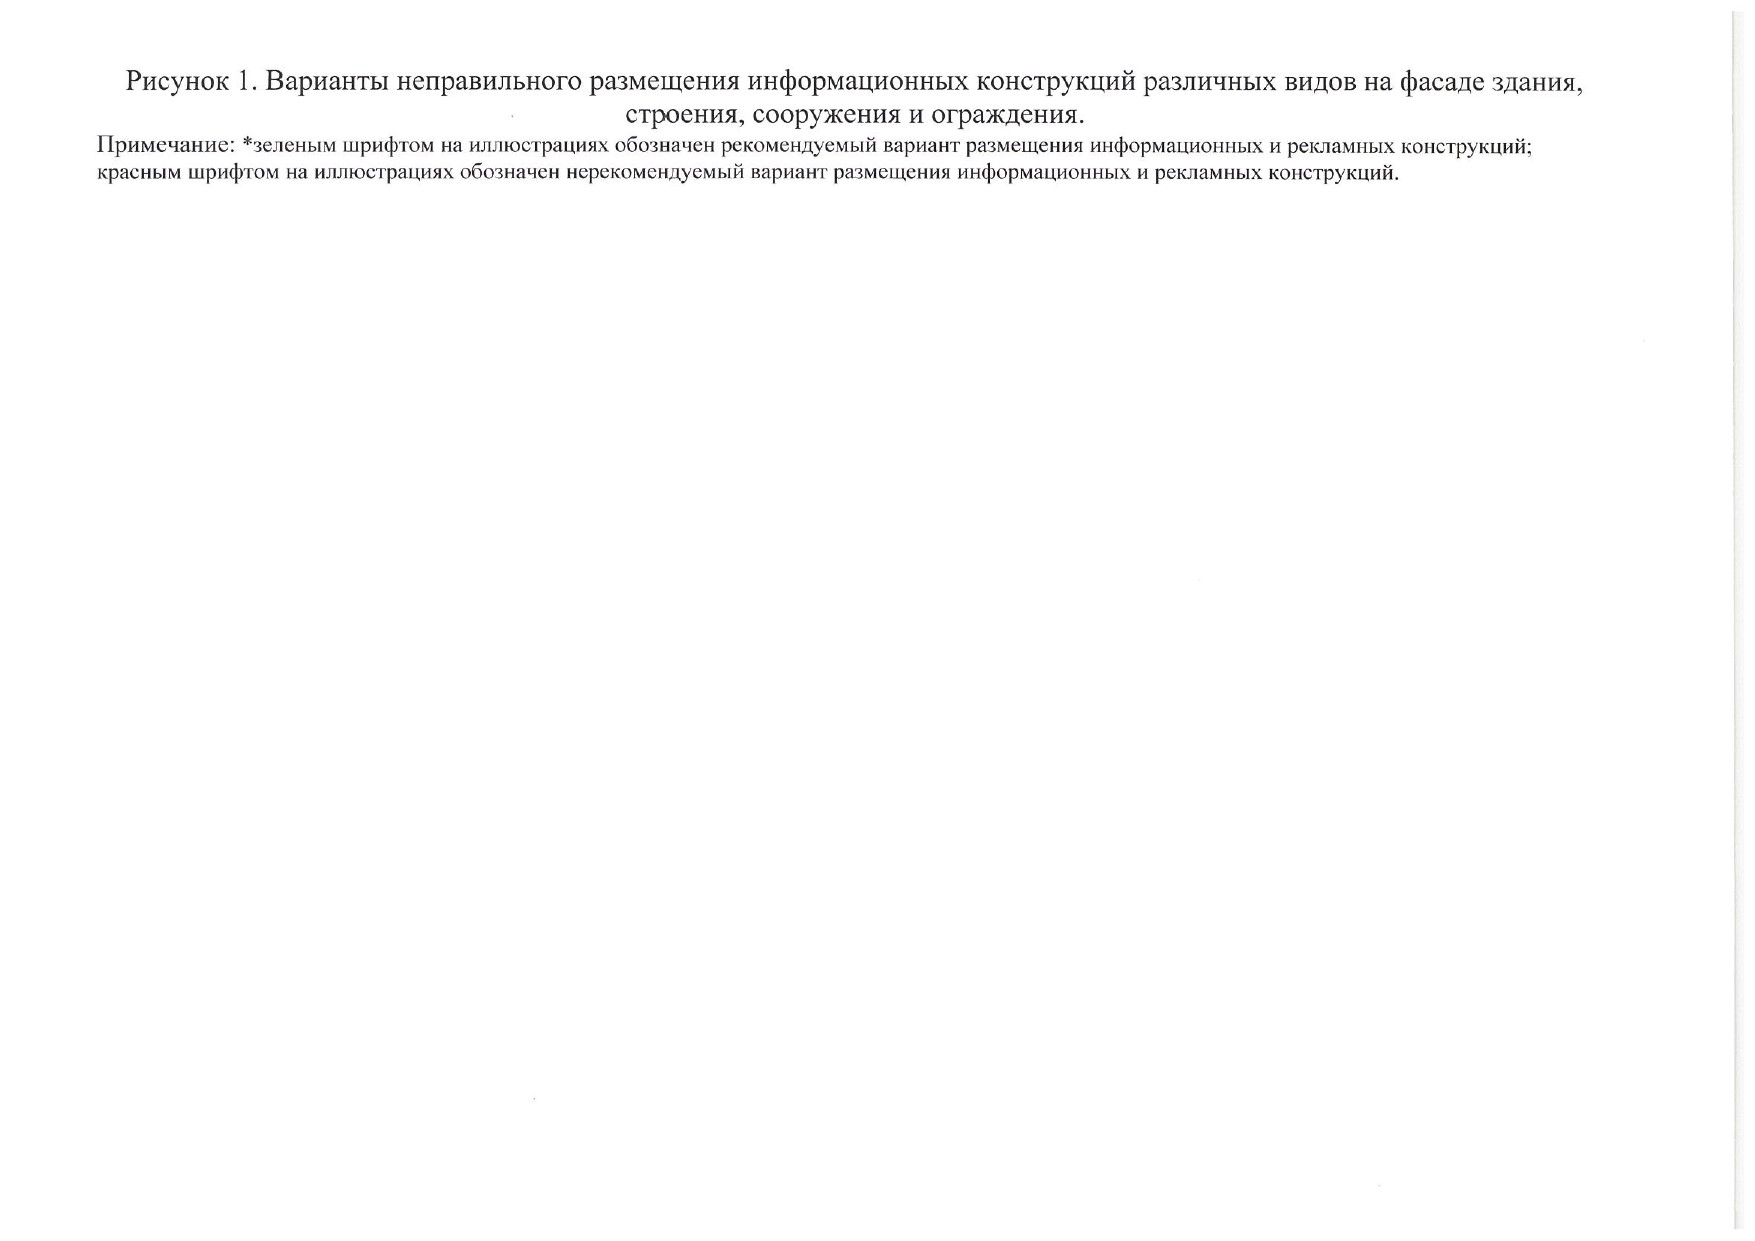 Рисунок 1. Варианты неправильного размещения информационных конструкций различных видов на фасаде здания,
строения, сооружения и ограждения.
Примечание: *зеленым шрифтом на иллюстрациях обозначен рекомендуемый вариант размещения информационных и рекламных конструкций;
красным шрифтом на иллюстрациях обозначен нерекомендуемый вариант размещения информационных и рекламных конструкций.